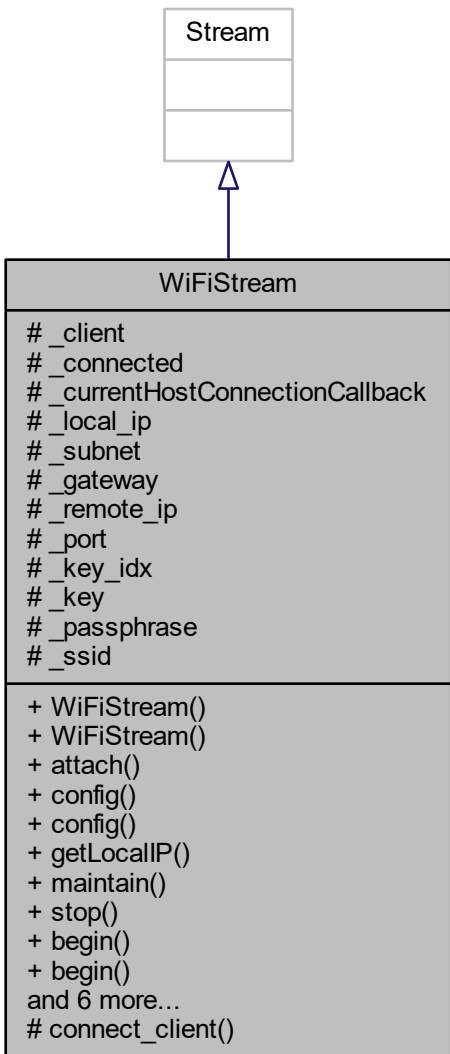 Stream
WiFiStream
# _client
# _connected
# _currentHostConnectionCallback
# _local_ip
# _subnet
# _gateway
# _remote_ip
# _port
# _key_idx
# _key
# _passphrase
# _ssid
+ WiFiStream()
+ WiFiStream()
+ attach()
+ config()
+ config()
+ getLocalIP()
+ maintain()
+ stop()
+ begin()
+ begin()
and 6 more...
# connect_client()